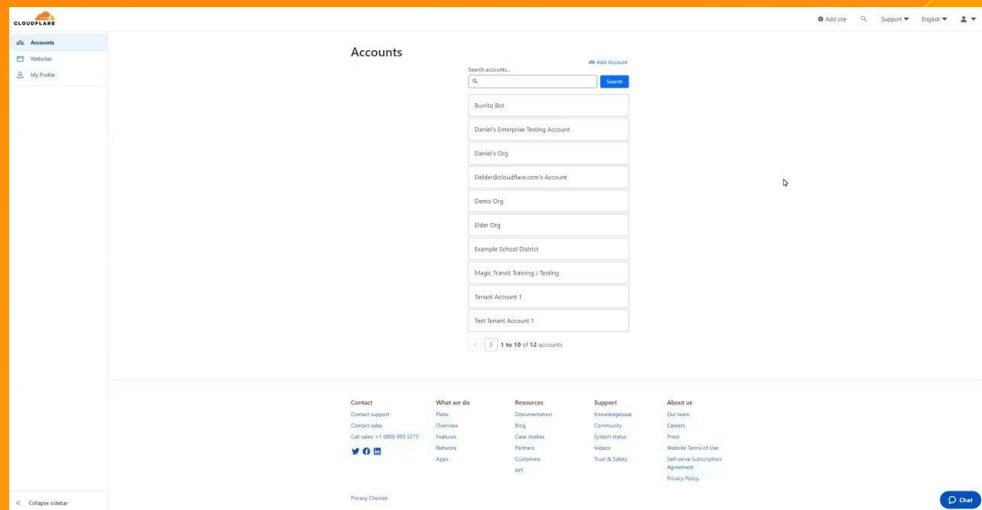 CLOUDFLARE
Add site
Support
English
Accounts
Websites
My Profile
Accounts
Add Account
Search accounts...
Search
Burrito Bot
Daniel's Enterprise Testing Account
Daniel's Org
Delder@cloudflare.com's Account
Demo Org
Elder Org
Example School District
Magic Transit Training / Testing
Tenant Account 1
Test Tenant Account 1
1 to 10 of 12 accounts
Contact
Contact support
Contact sales
Call sales: +1 (888) 993 5273
What we do
Plans
Overview
Features
Network
Apps
Resources
Documentation
Blog
Case studies
Partners
Customers
API
Support
Knowledgebase
Community
System status
Videos
Trust & Safety
About us
Our team
Careers
Press
Website Terms of Use
Self-serve Subscription
Agreement
Privacy Policy
Privacy Choices
Collapse sidebar
Chat